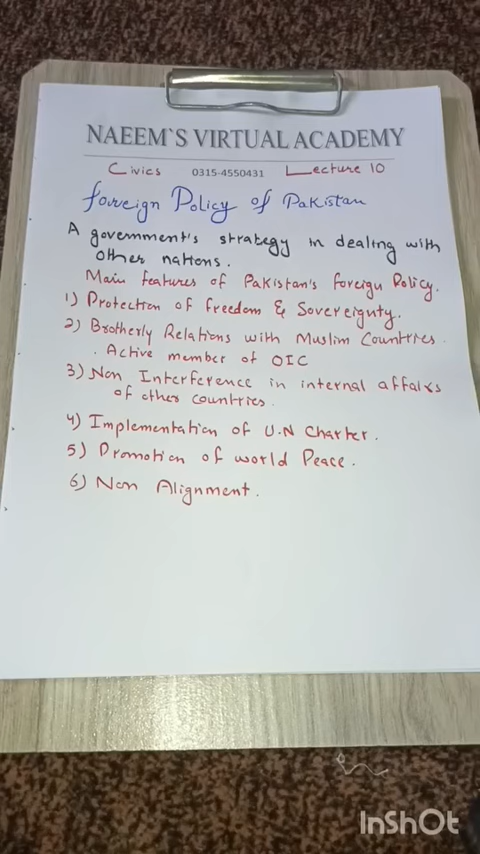 NAEEM`S VIRTUAL ACADEMY
Civics 0315-4550431 Lecture 10
Foreign Policy of Pakistan
A government's strategy in dealing with
other nations.
Main features of Pakistan's foreign Policy.
1) Protection of freedom & Sovereignty.
2) Brotherly Relations with Muslim Countries.
. Active member of OIC
3) Non Interference in internal affairs
of other countries.
4) Implementation of U.N Charter.
5) Promotion of world Peace.
6) Non Alignment.
InShOt